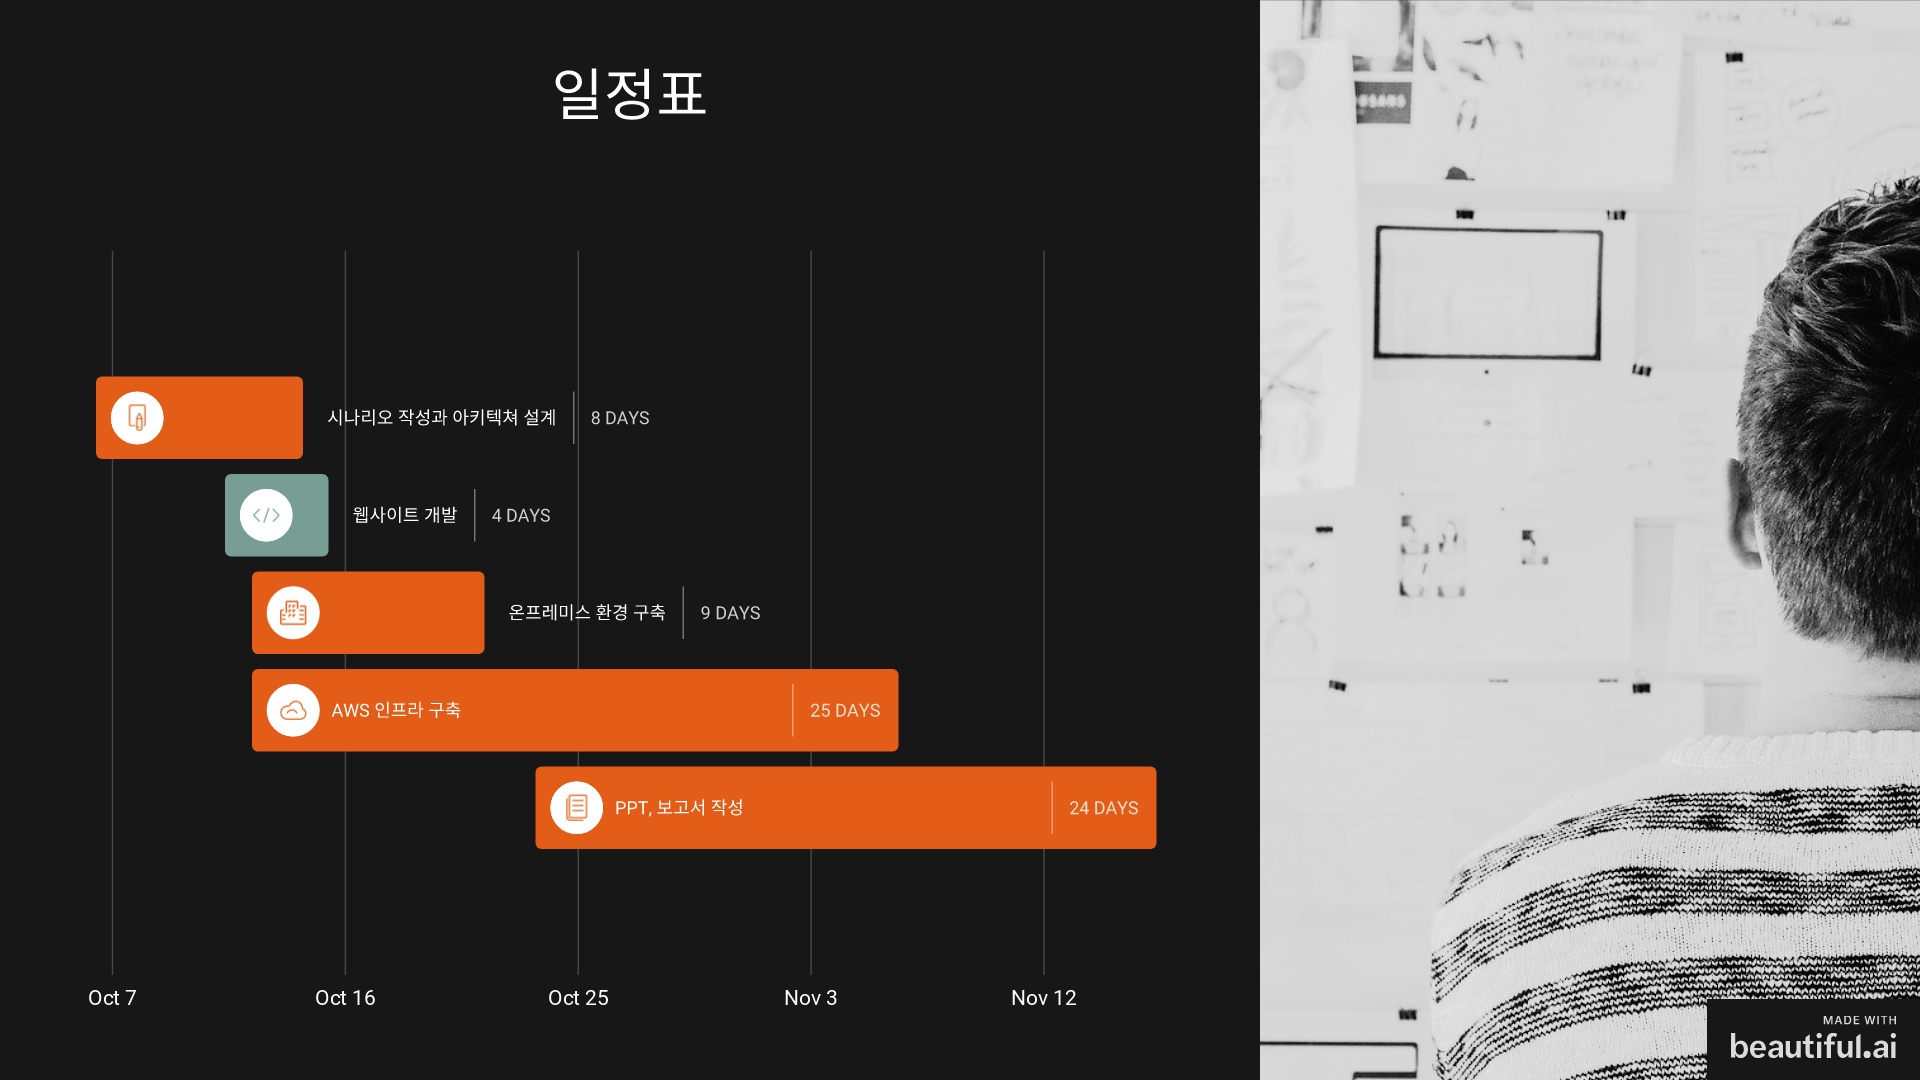 일정표
시나리오 작성과 아키텍쳐 설계 8 DAYS
웹사이트 개발 4 DAYS
온프레미스 환경 구축 9 DAYS
AWS 인프라 구축 25 DAYS
PPT, 보고서 작성 24 DAYS
Oct 7 Oct 16 Oct 25 Nov 3 Nov 12
MADE WITH
beautiful.ai